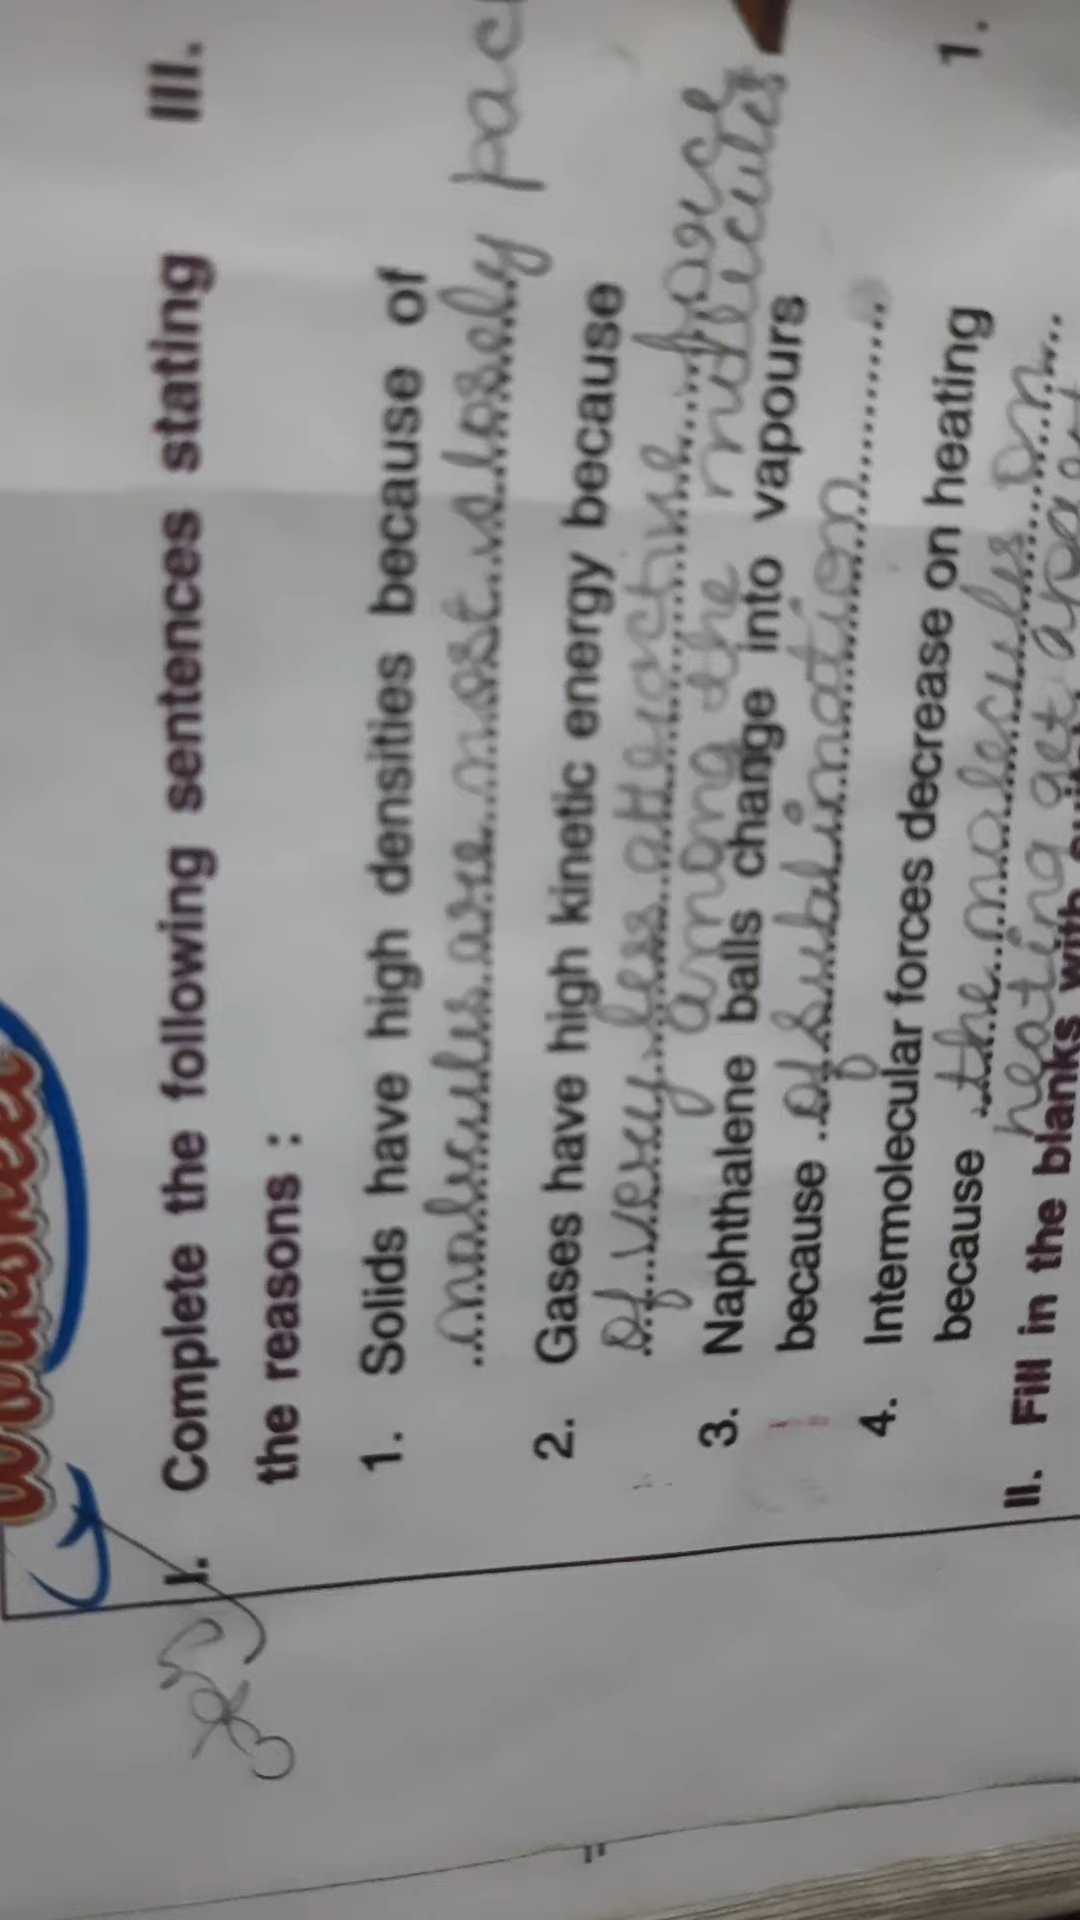 I. Complete the following sentences stating
the reasons :
1. Solids have high densities because of
molecules are most closely pac
2. Gases have high kinetic energy because
of very less attractive force
among the molecules
3. Naphthalene balls change into vapours
because of sublimation
4. Intermolecular forces decrease on heating
because the molecules on
heating get apart
II. Fill in the blanks with
III.
1.